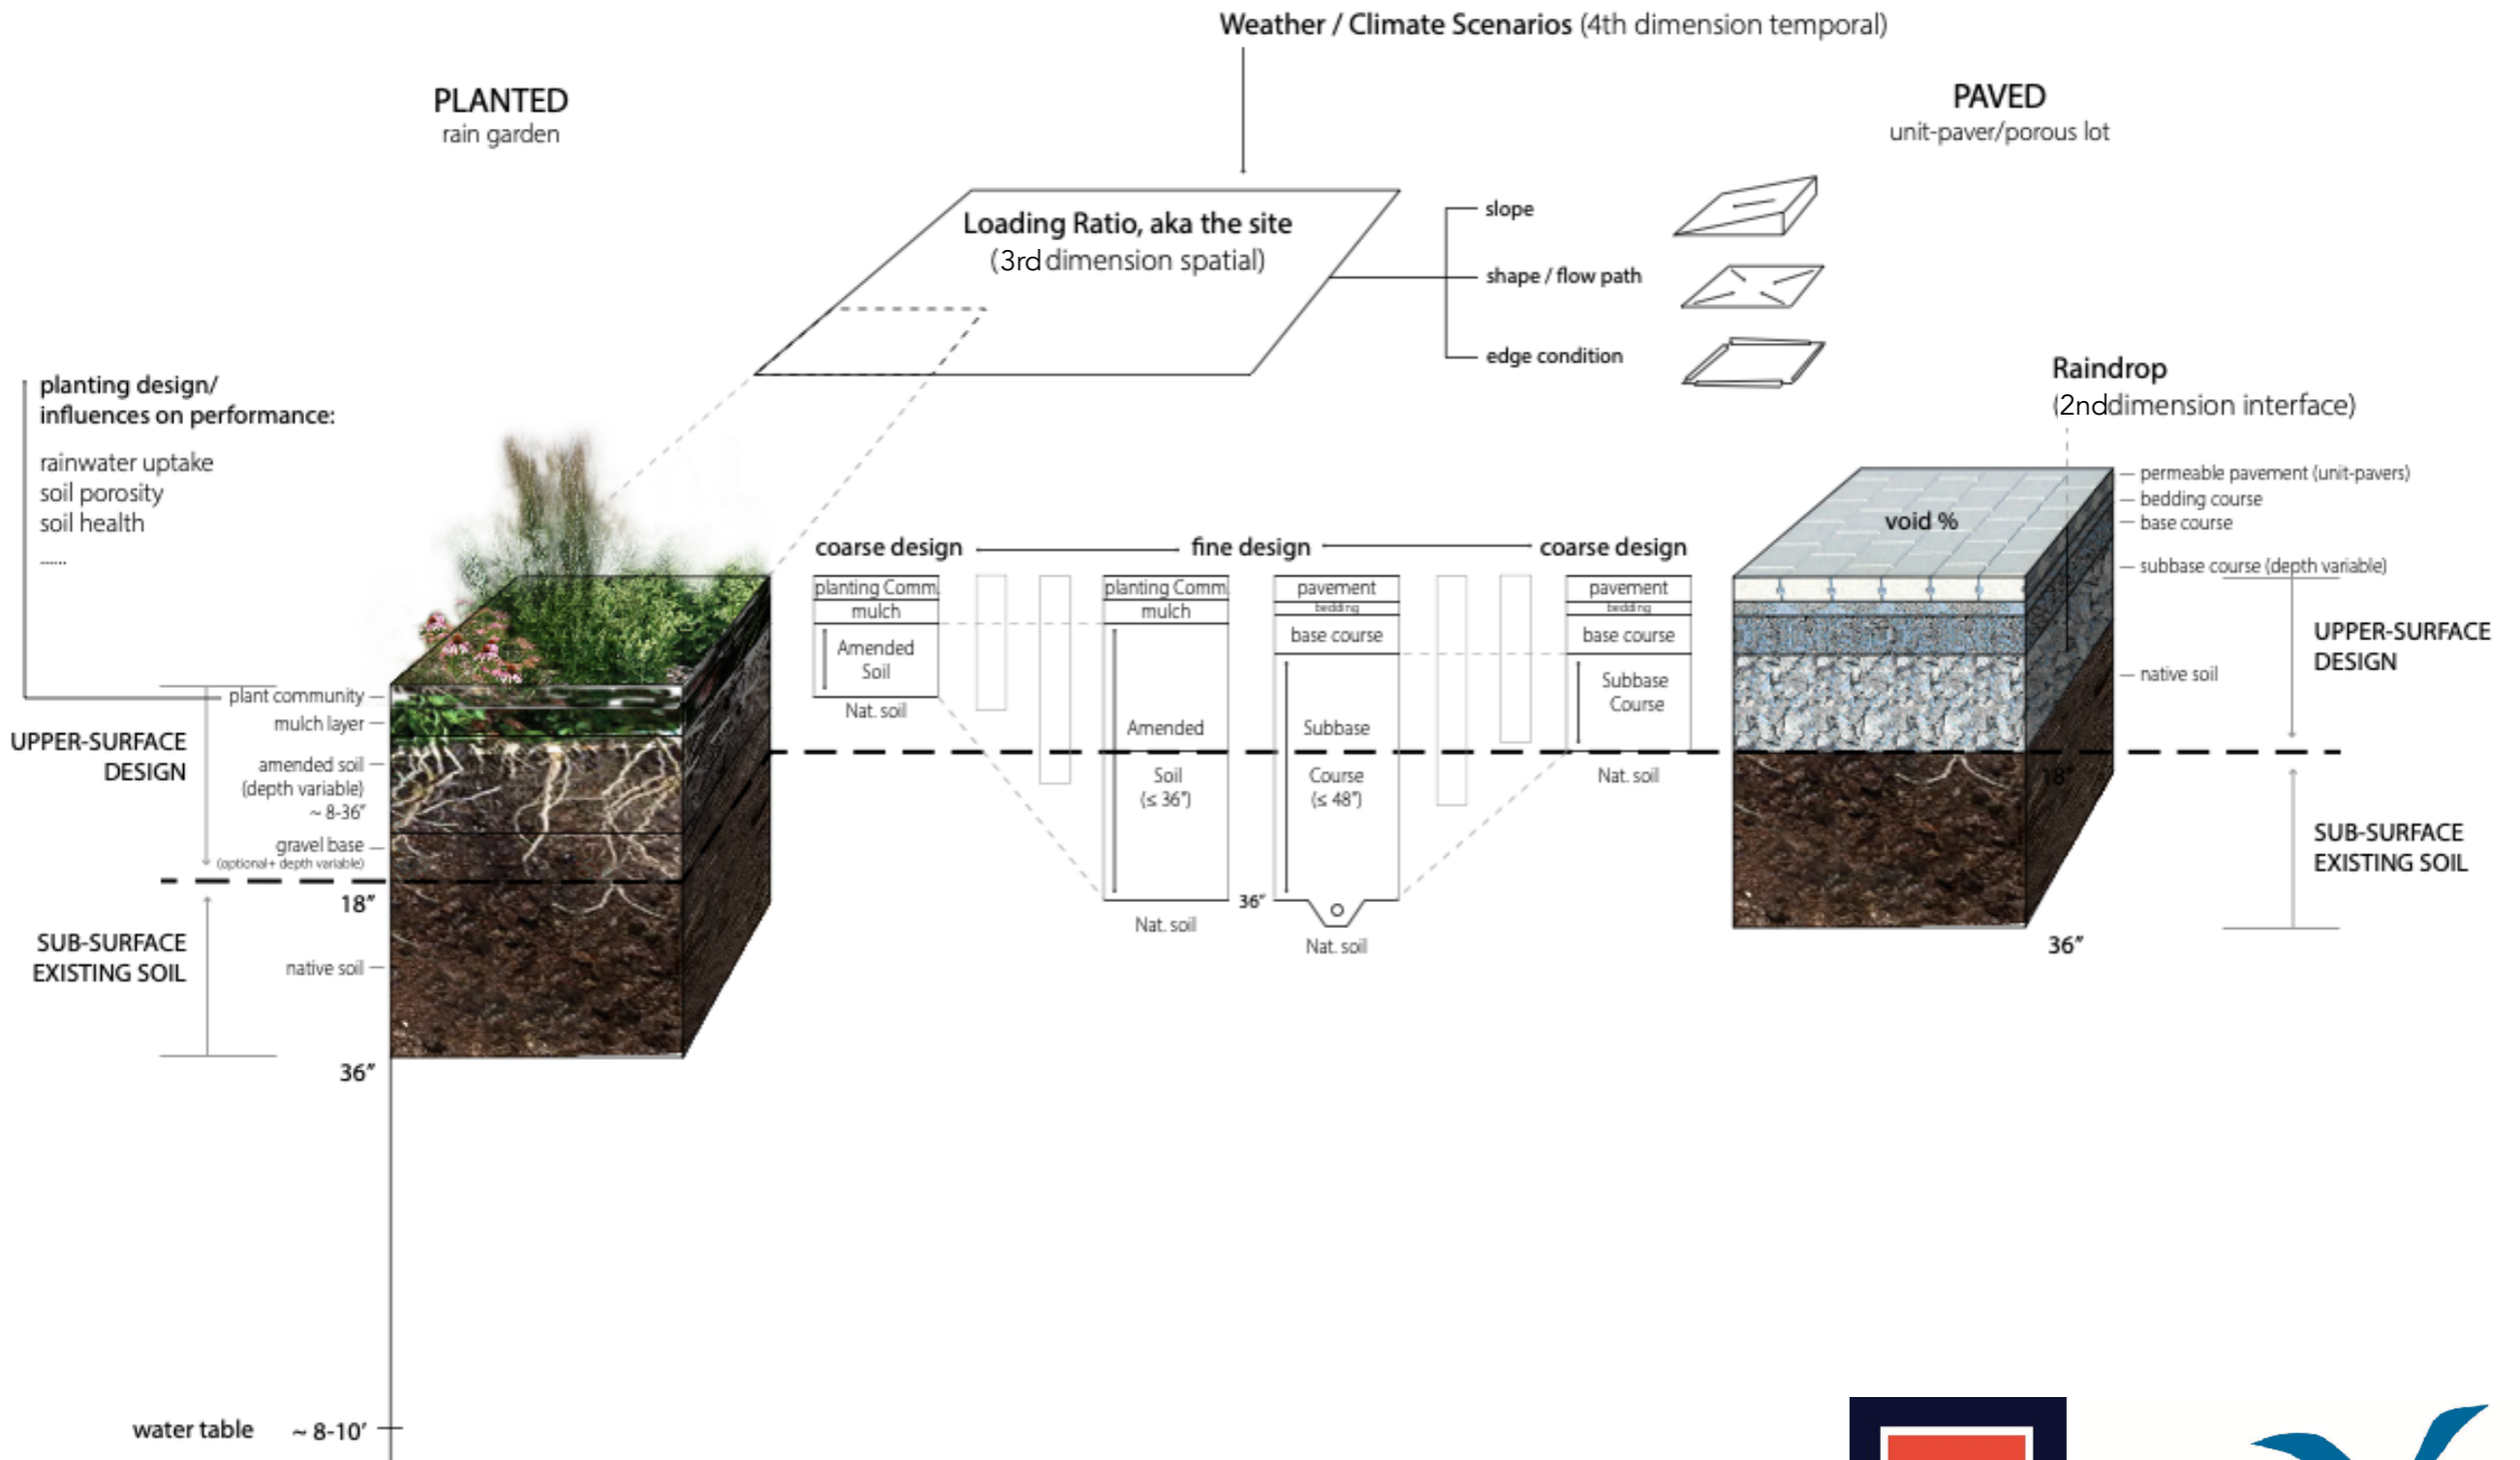 Weather / Climate Scenarios (4th dimension temporal)
PLANTED
rain garden
PAVED
unit-paver/porous lot
Loading Ratio, aka the site
(3rd dimension spatial)
slope
shape / flow path
edge condition
Raindrop
(2nd dimension interface)
planting design/
influences on performance:
rainwater uptake
soil porosity
soil health
......
plant community
mulch layer
amended soil
(depth variable)
~ 8-36”
gravel base
(optional+ depth variable)
UPPER-SURFACE
DESIGN
18”
SUB-SURFACE
EXISTING SOIL
native soil
36”
water table ~ 8-10’
coarse design
fine design
coarse design
planting Comm.
mulch
Amended
Soil
Nat. soil
planting Comm.
mulch
Amended
Soil
(≤ 36”)
Nat. soil
36”
pavement
bedding
base course
Subbase
Course
(≤ 48”)
Nat. soil
pavement
bedding
base course
Subbase
Course
Nat. soil
void %
permeable pavement (unit-pavers)
bedding course
base course
subbase course (depth variable)
native soil
UPPER-SURFACE
DESIGN
18”
SUB-SURFACE
EXISTING SOIL
36”